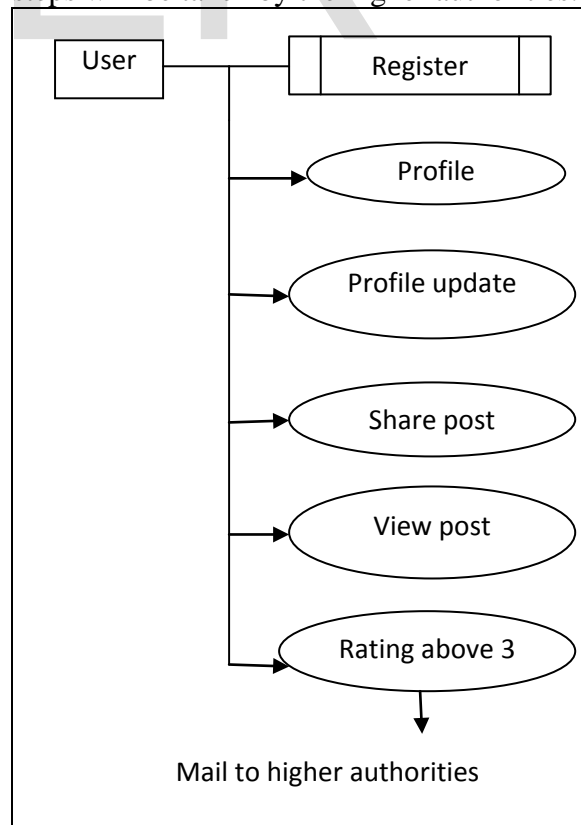 User
Register
Profile
Profile update
Share post
View post
Rating above 3
Mail to higher authorities